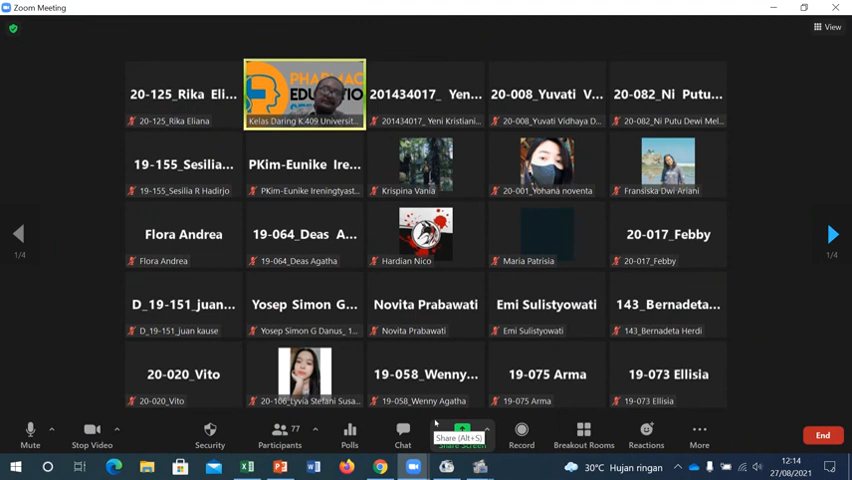 Zoom Meeting
View
20-125_Rika Eli...
20-125_Rika Eliana
PHARMAC
EDUCATIO
Kelas Daring K.409 Universit...
201434017_ Yen...
201434017_ Yeni Kristiani...
20-008_Yuvati V...
20-008_Yuvati Vidhaya D...
20-082_Ni Putu...
20-082_Ni Putu Dewi Mel...
19-155_Sesilia...
19-155_Sesilia R Hadirjo
PKim-Eunike Ire...
PKim-Eunike Ireningtyast...
Krispina Vania
20-001_Yohana noventa
Fransiska Dwi Ariani
Flora Andrea
Flora Andrea
19-064_Deas A...
19-064_Deas Agatha
Hardian Nico
Maria Patrisia
20-017_Febby
20-017_Febby
1/4
1/4
D_19-151_juan...
D_19-151_juan kause
Yosep Simon G...
Yosep Simon G Danus_ 1...
Novita Prabawati
Novita Prabawati
Emi Sulistyowati
Emi Sulistyowati
143_Bernadeta...
143_Bernadeta Herdi
20-020_Vito
20-020_Vito
20-106_Lyvia Stefani Susa...
19-058_Wenny...
19-058_Wenny Agatha
19-075 Arma
19-075 Arma
19-073 Ellisia
19-073 Ellisia
Mute
Stop Video
Security
Participants
77
Polls
Chat
Share Screen
Share (Alt+S)
Record
Breakout Rooms
Reactions
More
End
30°C Hujan ringan
12:14
27/08/2021